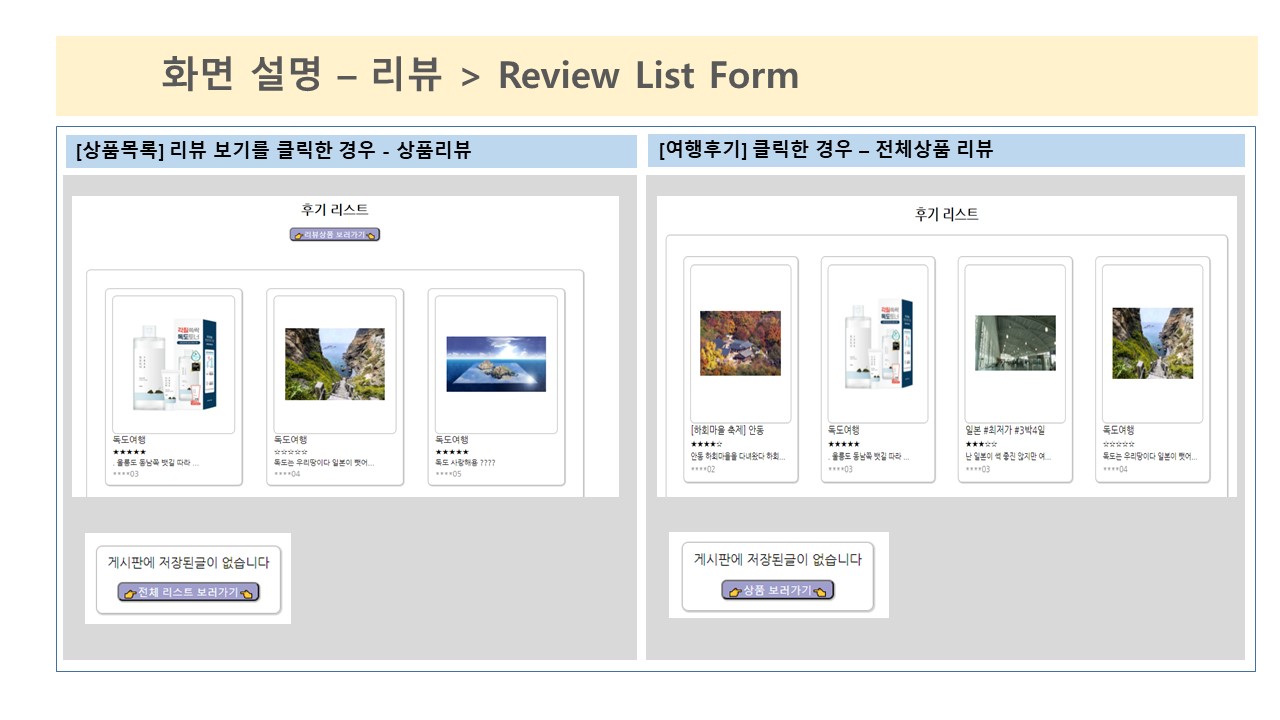 화면 설명 – 리뷰 > Review List Form
[상품목록] 리뷰 보기를 클릭한 경우 - 상품리뷰
후기 리스트
👉리뷰상품 보러가기👈
독도여행
★★★★★
. 울릉도 동남쪽 뱃길 따라 ...
****03
독도여행
☆☆☆☆☆
독도는 우리땅이다 일본이 뺏어...
****04
독도여행
★★★★★
독도 사랑해용 ????
****05
게시판에 저장된글이 없습니다
👉전체 리스트 보러가기👈
[여행후기] 클릭한 경우 – 전체상품 리뷰
후기 리스트
[하회마을 축제] 안동
★★★★☆
안동 하회마을을 다녀왔다 하회...
****02
독도여행
★★★★★
. 울릉도 동남쪽 뱃길 따라 ...
****03
일본 #최저가 #3박4일
★★★☆☆
난 일본이 썩 좋진 않지만 여...
****03
독도여행
☆☆☆☆☆
독도는 우리땅이다 일본이 뺏어...
****04
게시판에 저장된글이 없습니다
👉상품 보러가기👈